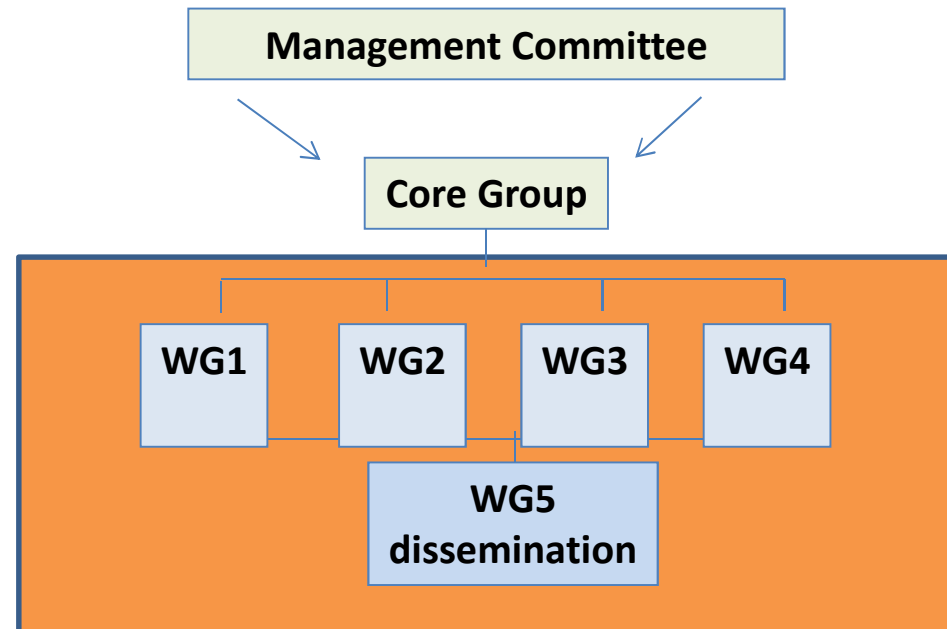 Management Committee
Core Group
WG1
WG2
WG3
WG4
WG5
dissemination